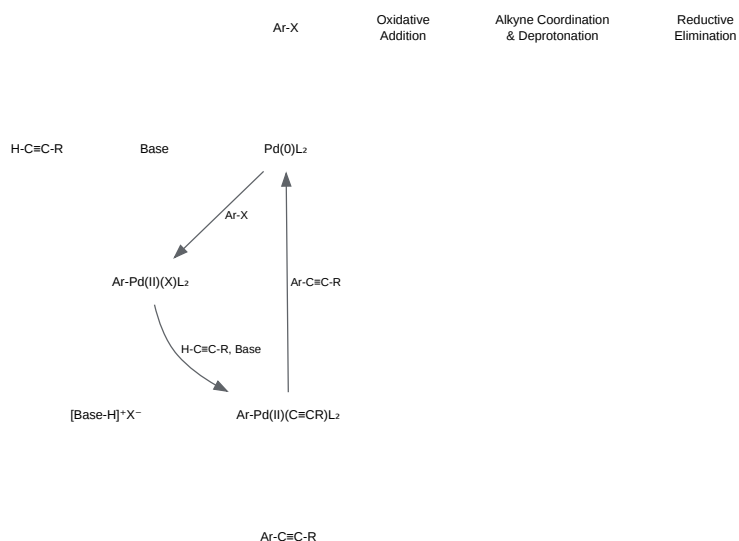 Ar-X
Oxidative
Addition
Alkyne Coordination
& Deprotonation
Reductive
Elimination
H-C≡C-R
Base
Pd(0)L₂
Ar-X
Ar-Pd(II)(X)L₂
Ar-C≡C-R
H-C≡C-R, Base
[Base-H]⁺X⁻
Ar-Pd(II)(C≡CR)L₂
Ar-C≡C-R